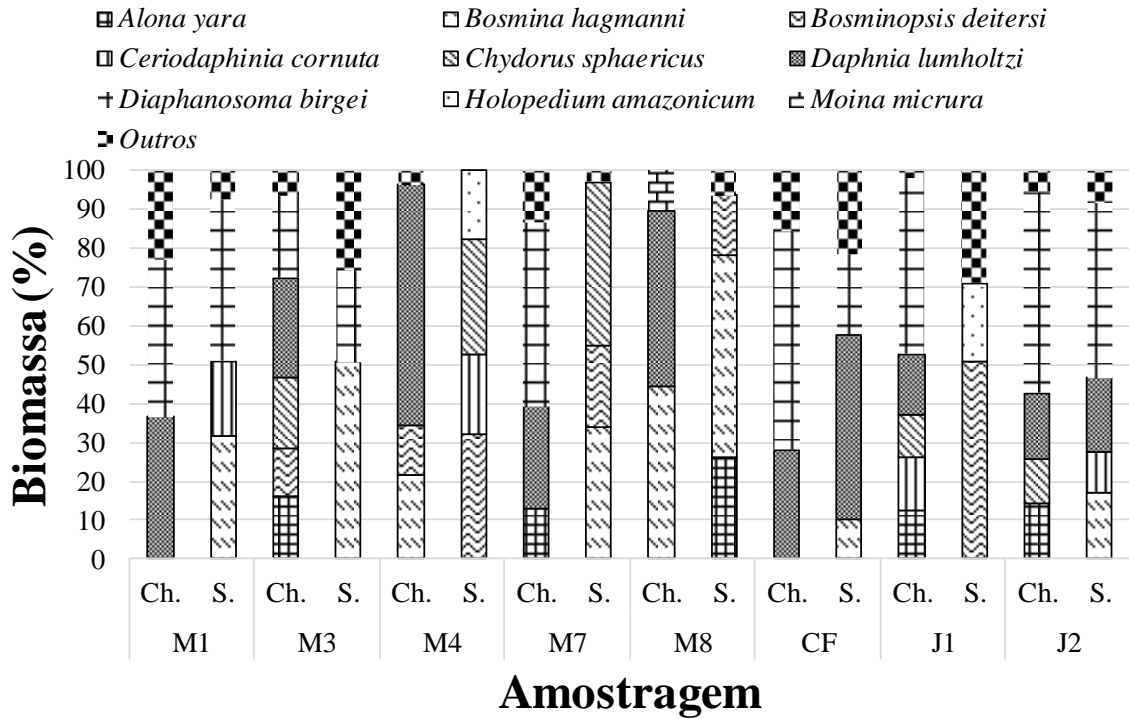 Alona yara Bosmina hagmanni Bosminopsis deitersi
Ceriodaphinia cornuta Chydorus sphaericus Daphnia lumholtzi
Diaphanosoma birgei Holopedium amazonicum Moina micrura
Outros
100
90
80
70
60
50
40
30
20
10
0
Biomassa (%)
Ch. S. Ch. S. Ch. S. Ch. S. Ch. S. Ch. S. Ch. S. Ch. S.
M1 M3 M4 M7 M8 CF J1 J2
Amostragem